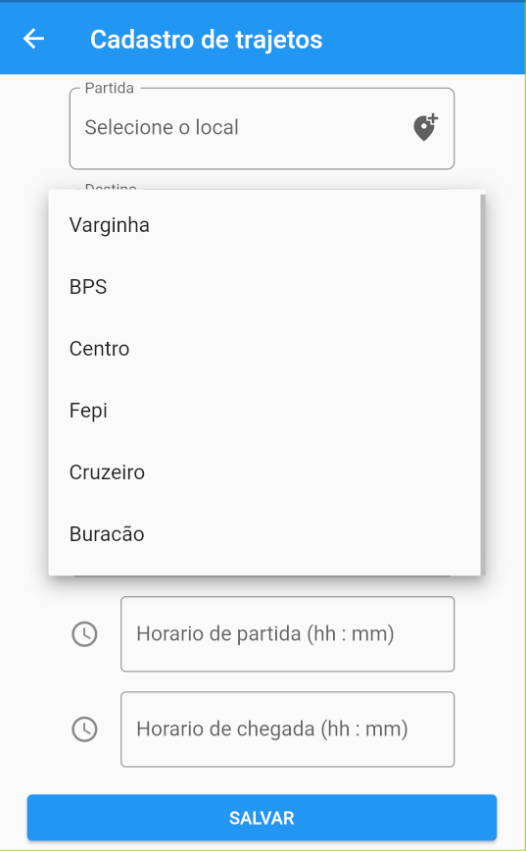 Cadastro de trajetos
Partida
Selecione o local
Destino
Varginha
BPS
Centro
Fepi
Cruzeiro
Buracão
Horario de partida (hh : mm)
Horario de chegada (hh : mm)
SALVAR